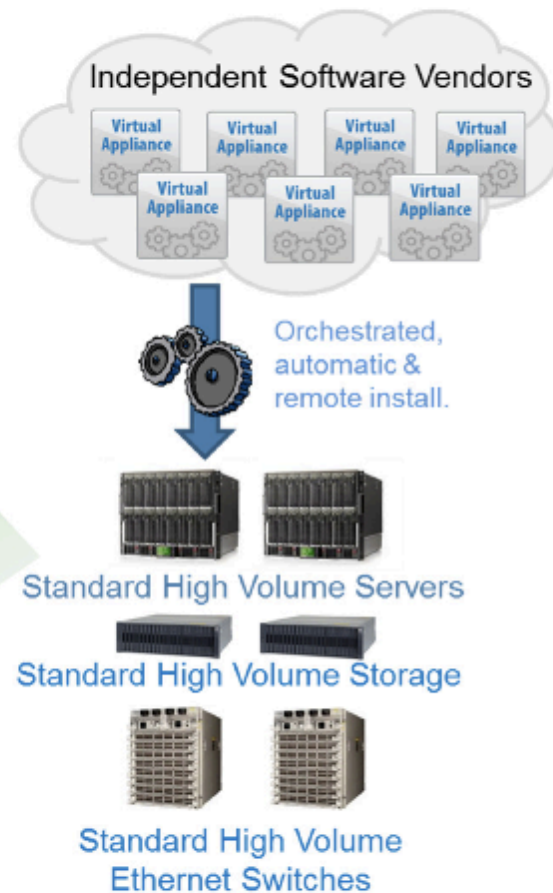 Independent Software Vendors
Virtual
Appliance
Virtual
Appliance
Virtual
Appliance
Virtual
Appliance
Virtual
Appliance
Virtual
Appliance
Virtual
Appliance
Orchestrated,
automatic &
remote install.
Standard High Volume Servers
Standard High Volume Storage
Standard High Volume
Ethernet Switches